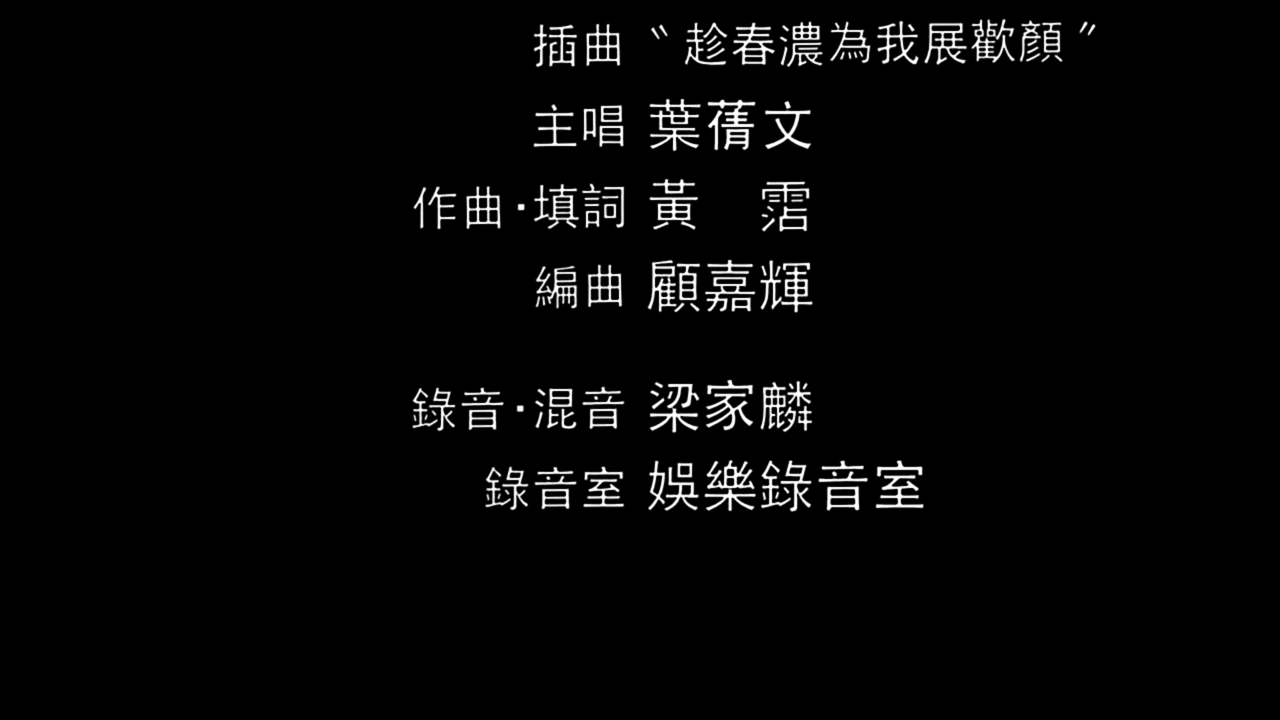 插曲〝趁春濃為我展歡顏〞
主唱 葉蒨文
作曲·填詞 黃　霑
編曲 顧嘉輝
錄音·混音 梁家麟
錄音室 娛樂錄音室